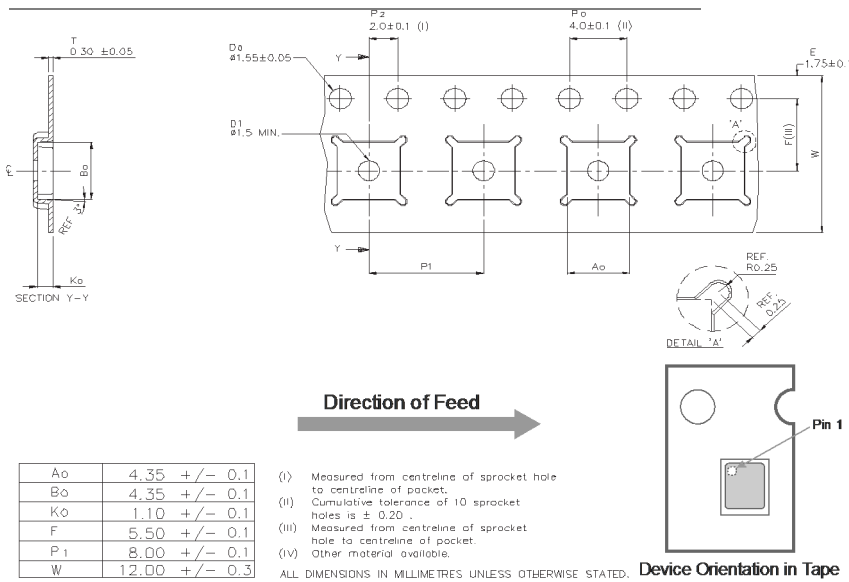 P2
2.0±0.1 (I)
Po
4.0±0.1 (II)
T
0.30 ±0.05
Do
ø1.55±0.05
Y
E
1.75±0.
D1
ø1.5 MIN.
'A'
F(III)
W
Bo
REF 3°
Ko
SECTION Y-Y
Y
P1
Ao
REF.
R0.25
REF.
0.25
DETAIL 'A'
Direction of Feed
Pin 1
Ao 4.35 +/- 0.1
Bo 4.35 +/- 0.1
Ko 1.10 +/- 0.1
F 5.50 +/- 0.1
P1 8.00 +/- 0.1
W 12.00 +/- 0.3
(I) Measured from centreline of sprocket hole
to centreline of pocket.
(II) Cumulative tolerance of 10 sprocket
holes is ± 0.20 .
(III) Measured from centreline of sprocket
hole to centreline of pocket.
(IV) Other material available.
ALL DIMENSIONS IN MILLIMETRES UNLESS OTHERWISE STATED.
Device Orientation in Tape